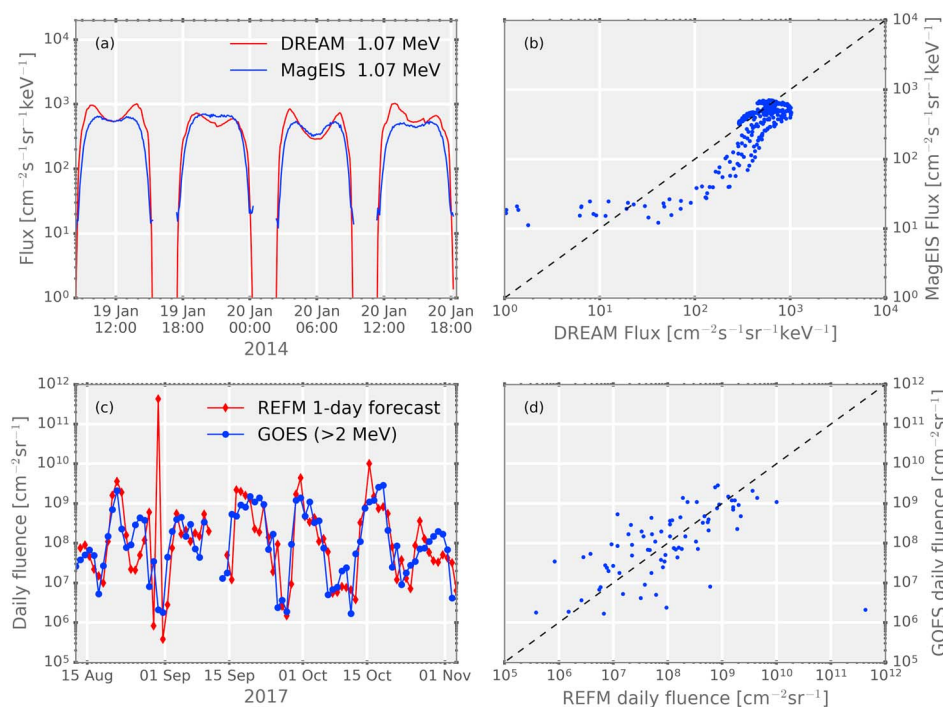 (a)
DREAM 1.07 MeV
MagEIS 1.07 MeV
10⁴
10³
10²
10¹
10⁰
Flux [cm⁻²s⁻¹sr⁻¹keV⁻¹]
19 Jan 12:00
19 Jan 18:00
20 Jan 00:00
20 Jan 06:00
20 Jan 12:00
20 Jan 18:00
2014
(b)
10⁴
10³
10²
10¹
10⁰
MagEIS Flux [cm⁻²s⁻¹sr⁻¹keV⁻¹]
10⁰ 10¹ 10² 10³ 10⁴
DREAM Flux [cm⁻²s⁻¹sr⁻¹keV⁻¹]
(c)
REFM 1-day forecast
GOES (>2 MeV)
10¹²
10¹¹
10¹⁰
10⁹
10⁸
10⁷
10⁶
10⁵
Daily fluence [cm⁻²sr⁻¹]
15 Aug 01 Sep 15 Sep 01 Oct 15 Oct 01 Nov
2017
(d)
10¹²
10¹¹
10¹⁰
10⁹
10⁸
10⁷
10⁶
10⁵
GOES daily fluence [cm⁻²sr⁻¹]
10⁵ 10⁶ 10⁷ 10⁸ 10⁹ 10¹⁰ 10¹¹ 10¹²
REFM daily fluence [cm⁻²sr⁻¹]